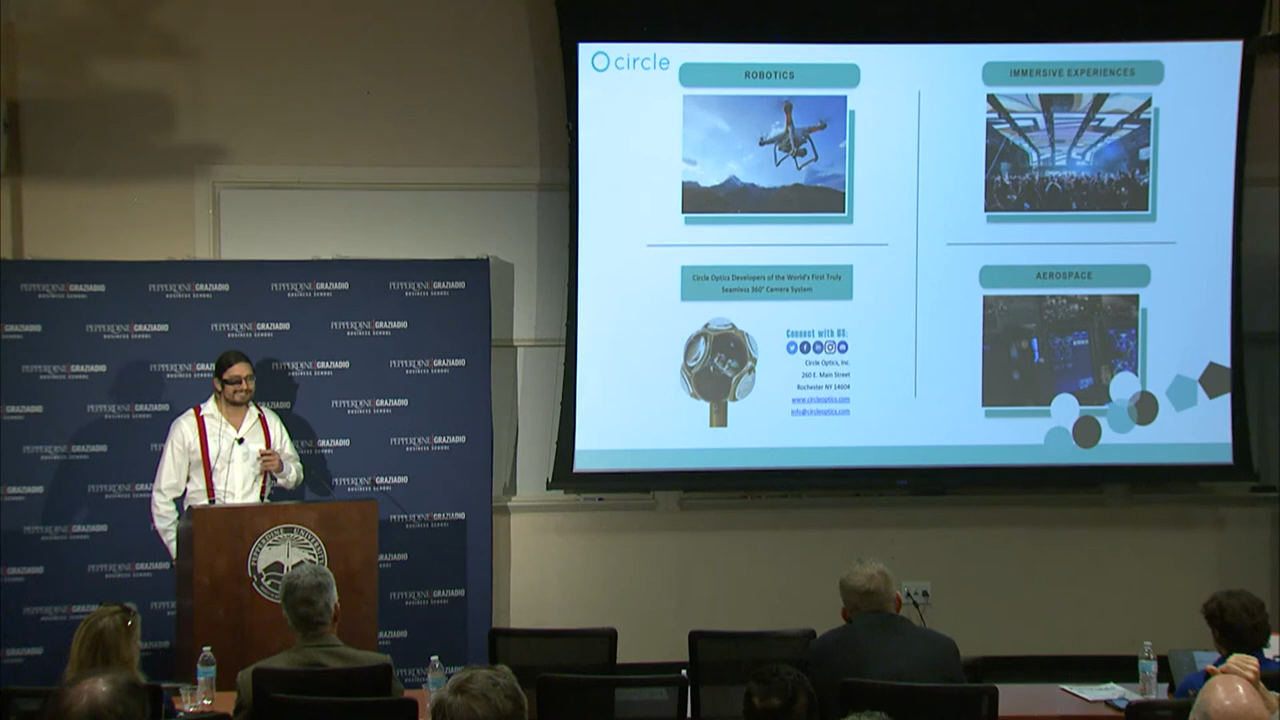 circle
ROBOTICS
IMMERSIVE EXPERIENCES
Circle Optics Developers of the World's First Truly
Seamless 360° Camera System
AEROSPACE
Connect with US:
Circle Optics, Inc.
260 E. Main Street
Rochester NY 14604
www.circleoptics.com
info@circleoptics.com
PEPPERDINE GRAZIADIO
BUSINESS SCHOOL
PEPPERDINE UNIVERSITY